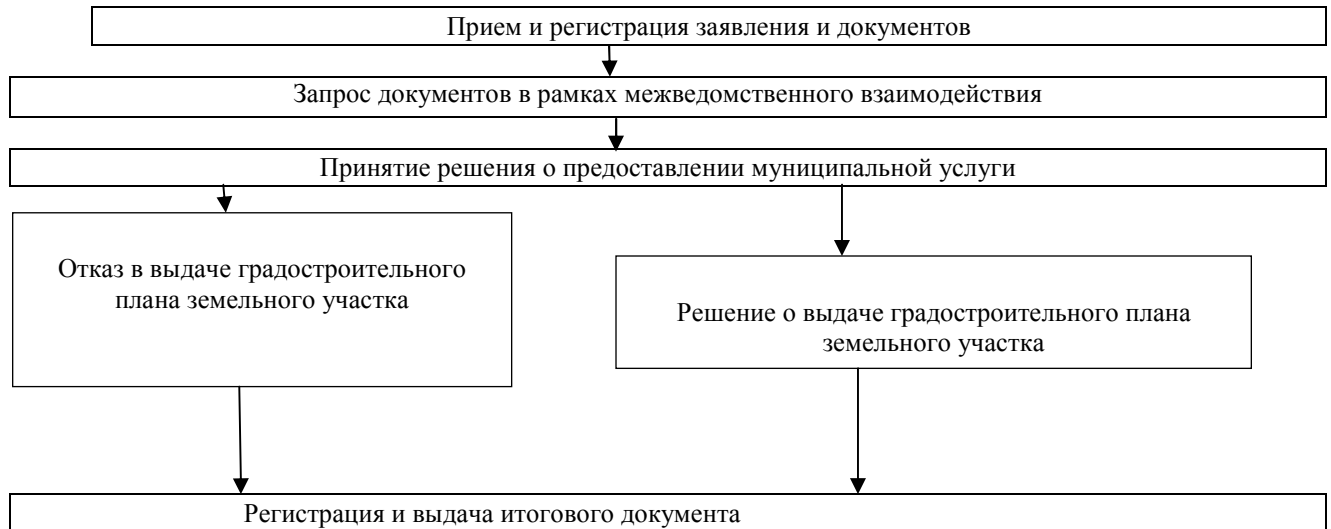 Прием и регистрация заявления и документов
Запрос документов в рамках межведомственного взаимодействия
Принятие решения о предоставлении муниципальной услуги
Отказ в выдаче градостроительного
плана земельного участка
Решение о выдаче градостроительного плана
земельного участка
Регистрация и выдача итогового документа